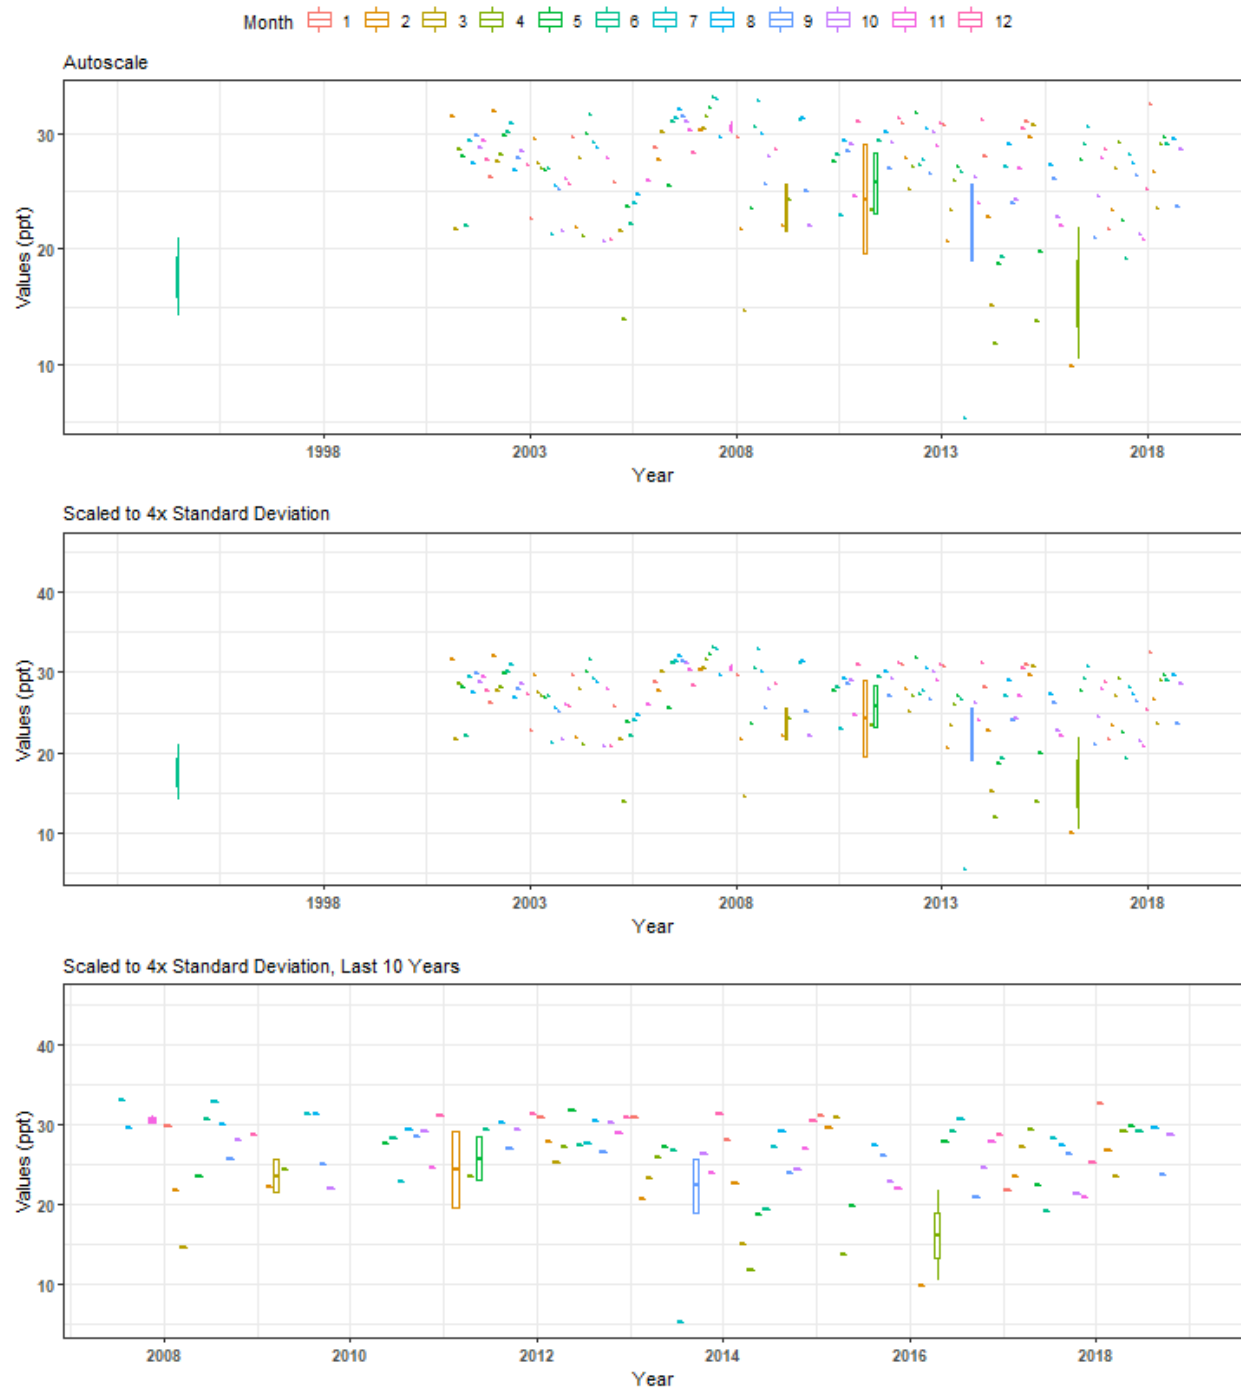 Month 1 2 3 4 5 6 7 8 9 10 11 12
Autoscale
30
20
10
Values (ppt)
1998 2003 2008 2013 2018
Year
Scaled to 4x Standard Deviation
40
30
20
10
Values (ppt)
1998 2003 2008 2013 2018
Year
Scaled to 4x Standard Deviation, Last 10 Years
40
30
20
10
Values (ppt)
2008 2010 2012 2014 2016 2018
Year